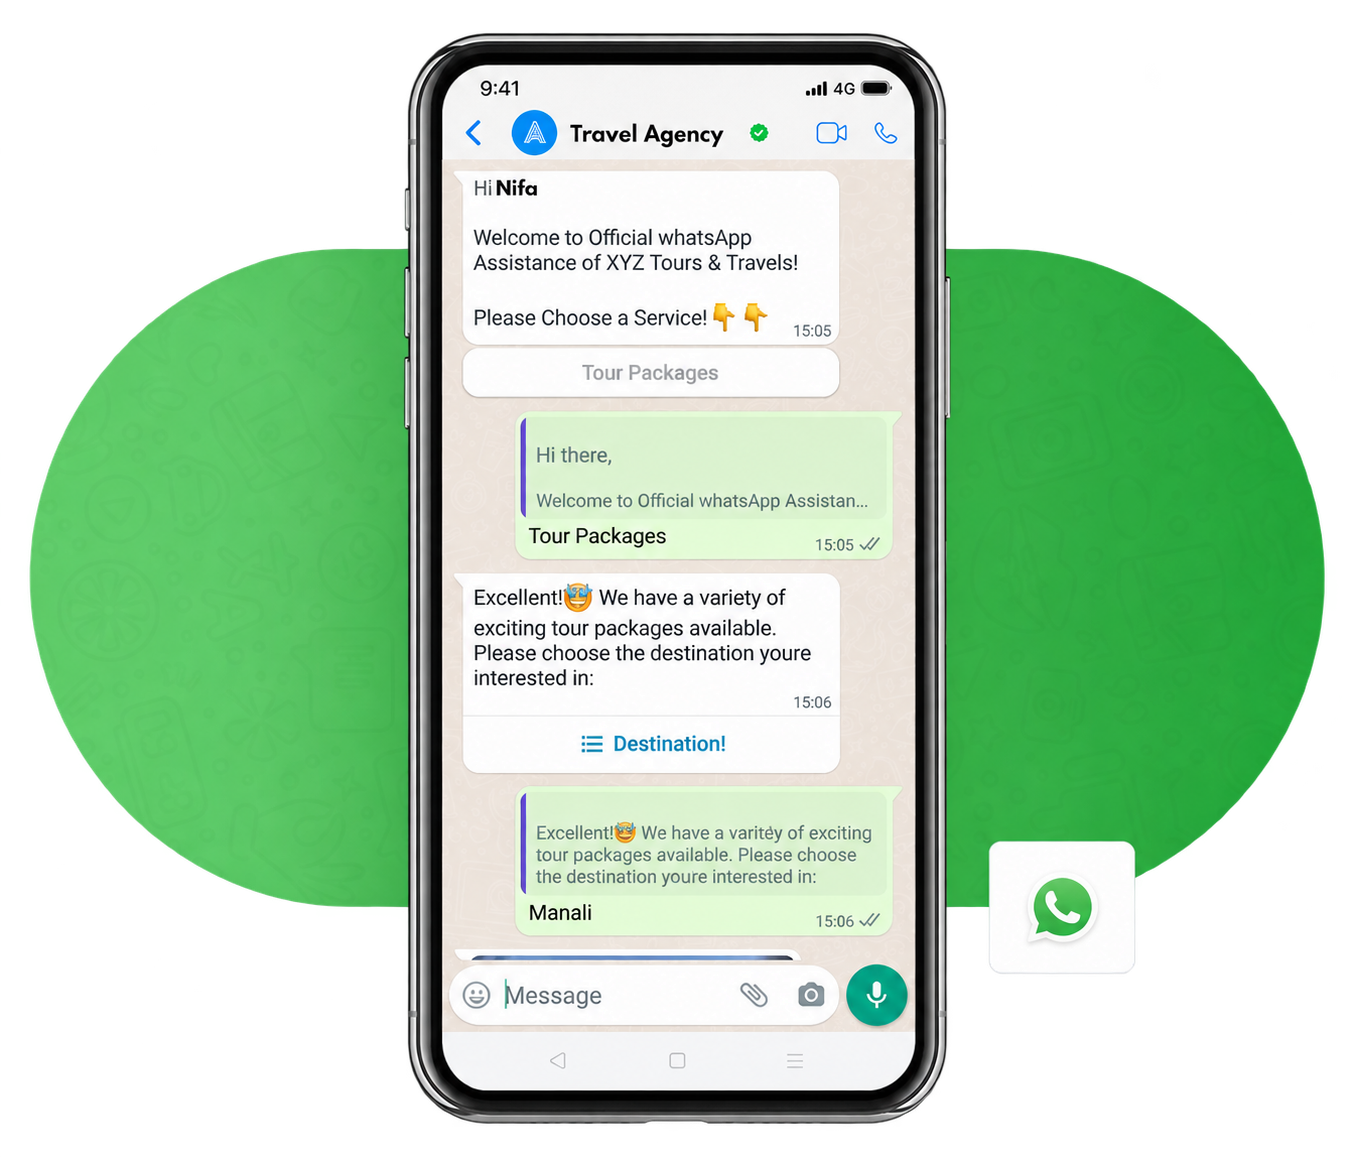 9:41 4G
Travel Agency
Hi Nifa
Welcome to Official whatsApp
Assistance of XYZ Tours & Travels!
Please Choose a Service!👇👇 15:05
Tour Packages
Hi there,
Welcome to Official whatsApp Assistan...
Tour Packages 15:05
Excellent!🤩 We have a variety of
exciting tour packages available.
Please choose the destination youre
interested in:
15:06
Destination!
Excellent!🤩 We have a varitéy of exciting
tour packages available. Please choose
the destination youre interested in:
Manali 15:06
Message